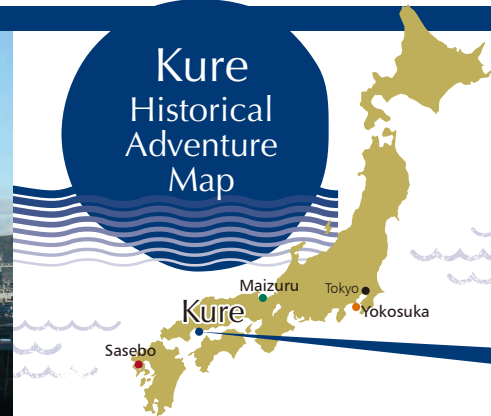 Kure
Historical
Adventure
Map
Maizuru
Tokyo
Kure
Yokosuka
Sasebo